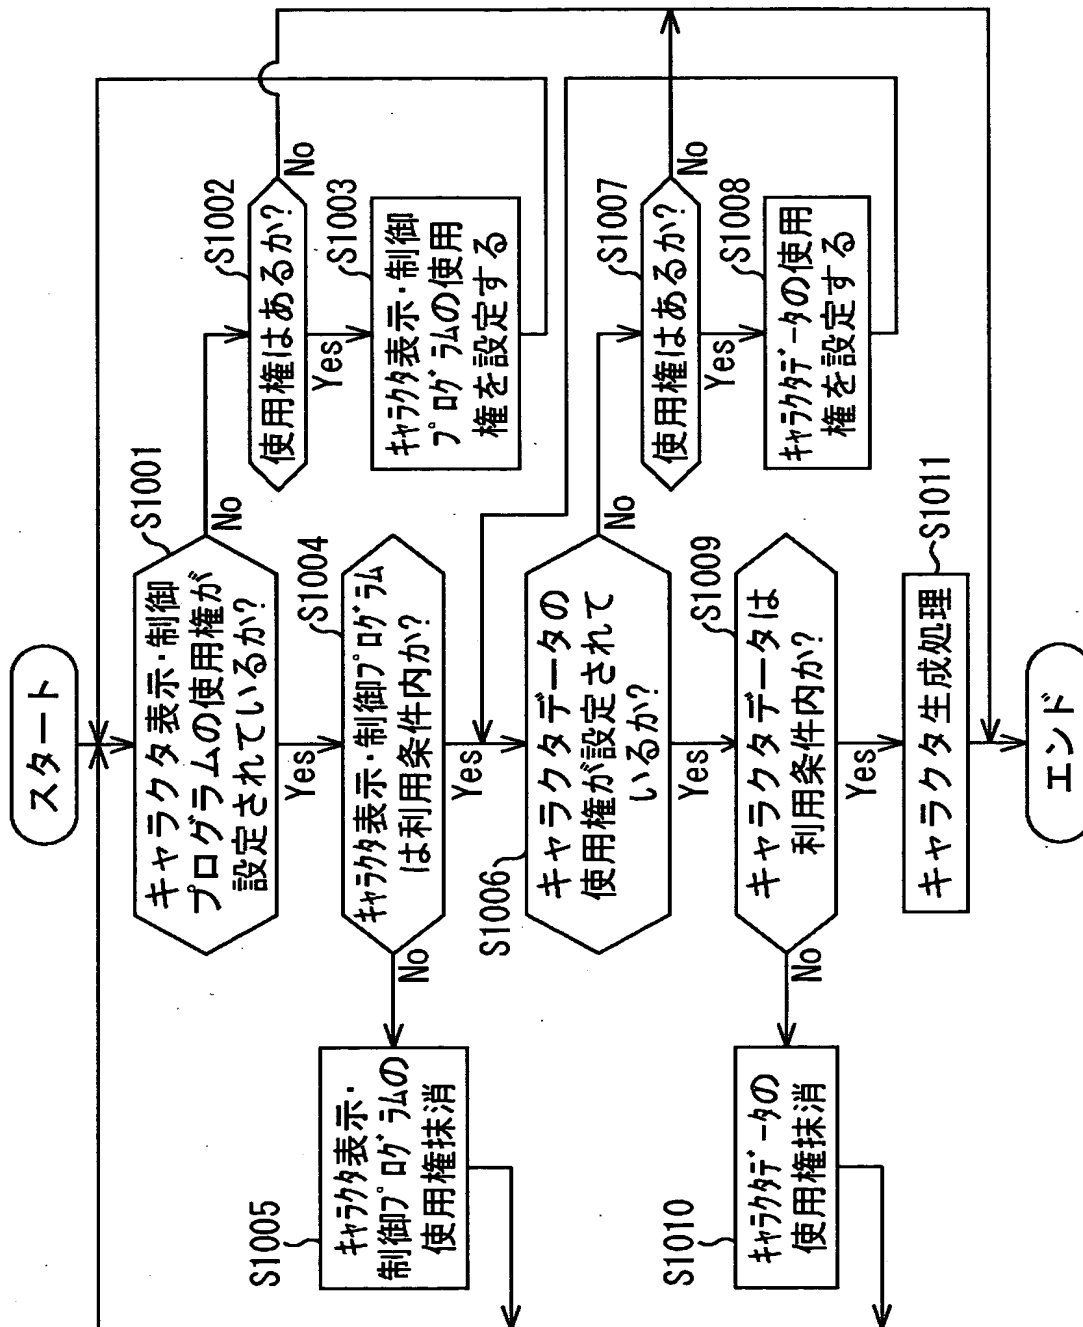 スタート
S1001
キャラクタ表示・制御
プログラムの使用権が
設定されているか?
No
Yes
S1002
使用権はあるか?
No
Yes
S1003
キャラクタ表示・制御
プログラムの使用
権を設定する
S1004
キャラクタ表示・制御プログラム
は利用条件内か?
No
Yes
S1005
キャラクタ表示・
制御プログラムの
使用権抹消
S1006
キャラクタデータの
使用権が設定されて
いるか?
No
Yes
S1007
使用権はあるか?
No
Yes
S1008
キャラクタデータの使用
権を設定する
S1009
キャラクタデータは
利用条件内か?
No
Yes
S1010
キャラクタデータの
使用権抹消
S1011
キャラクタ生成処理
エンド